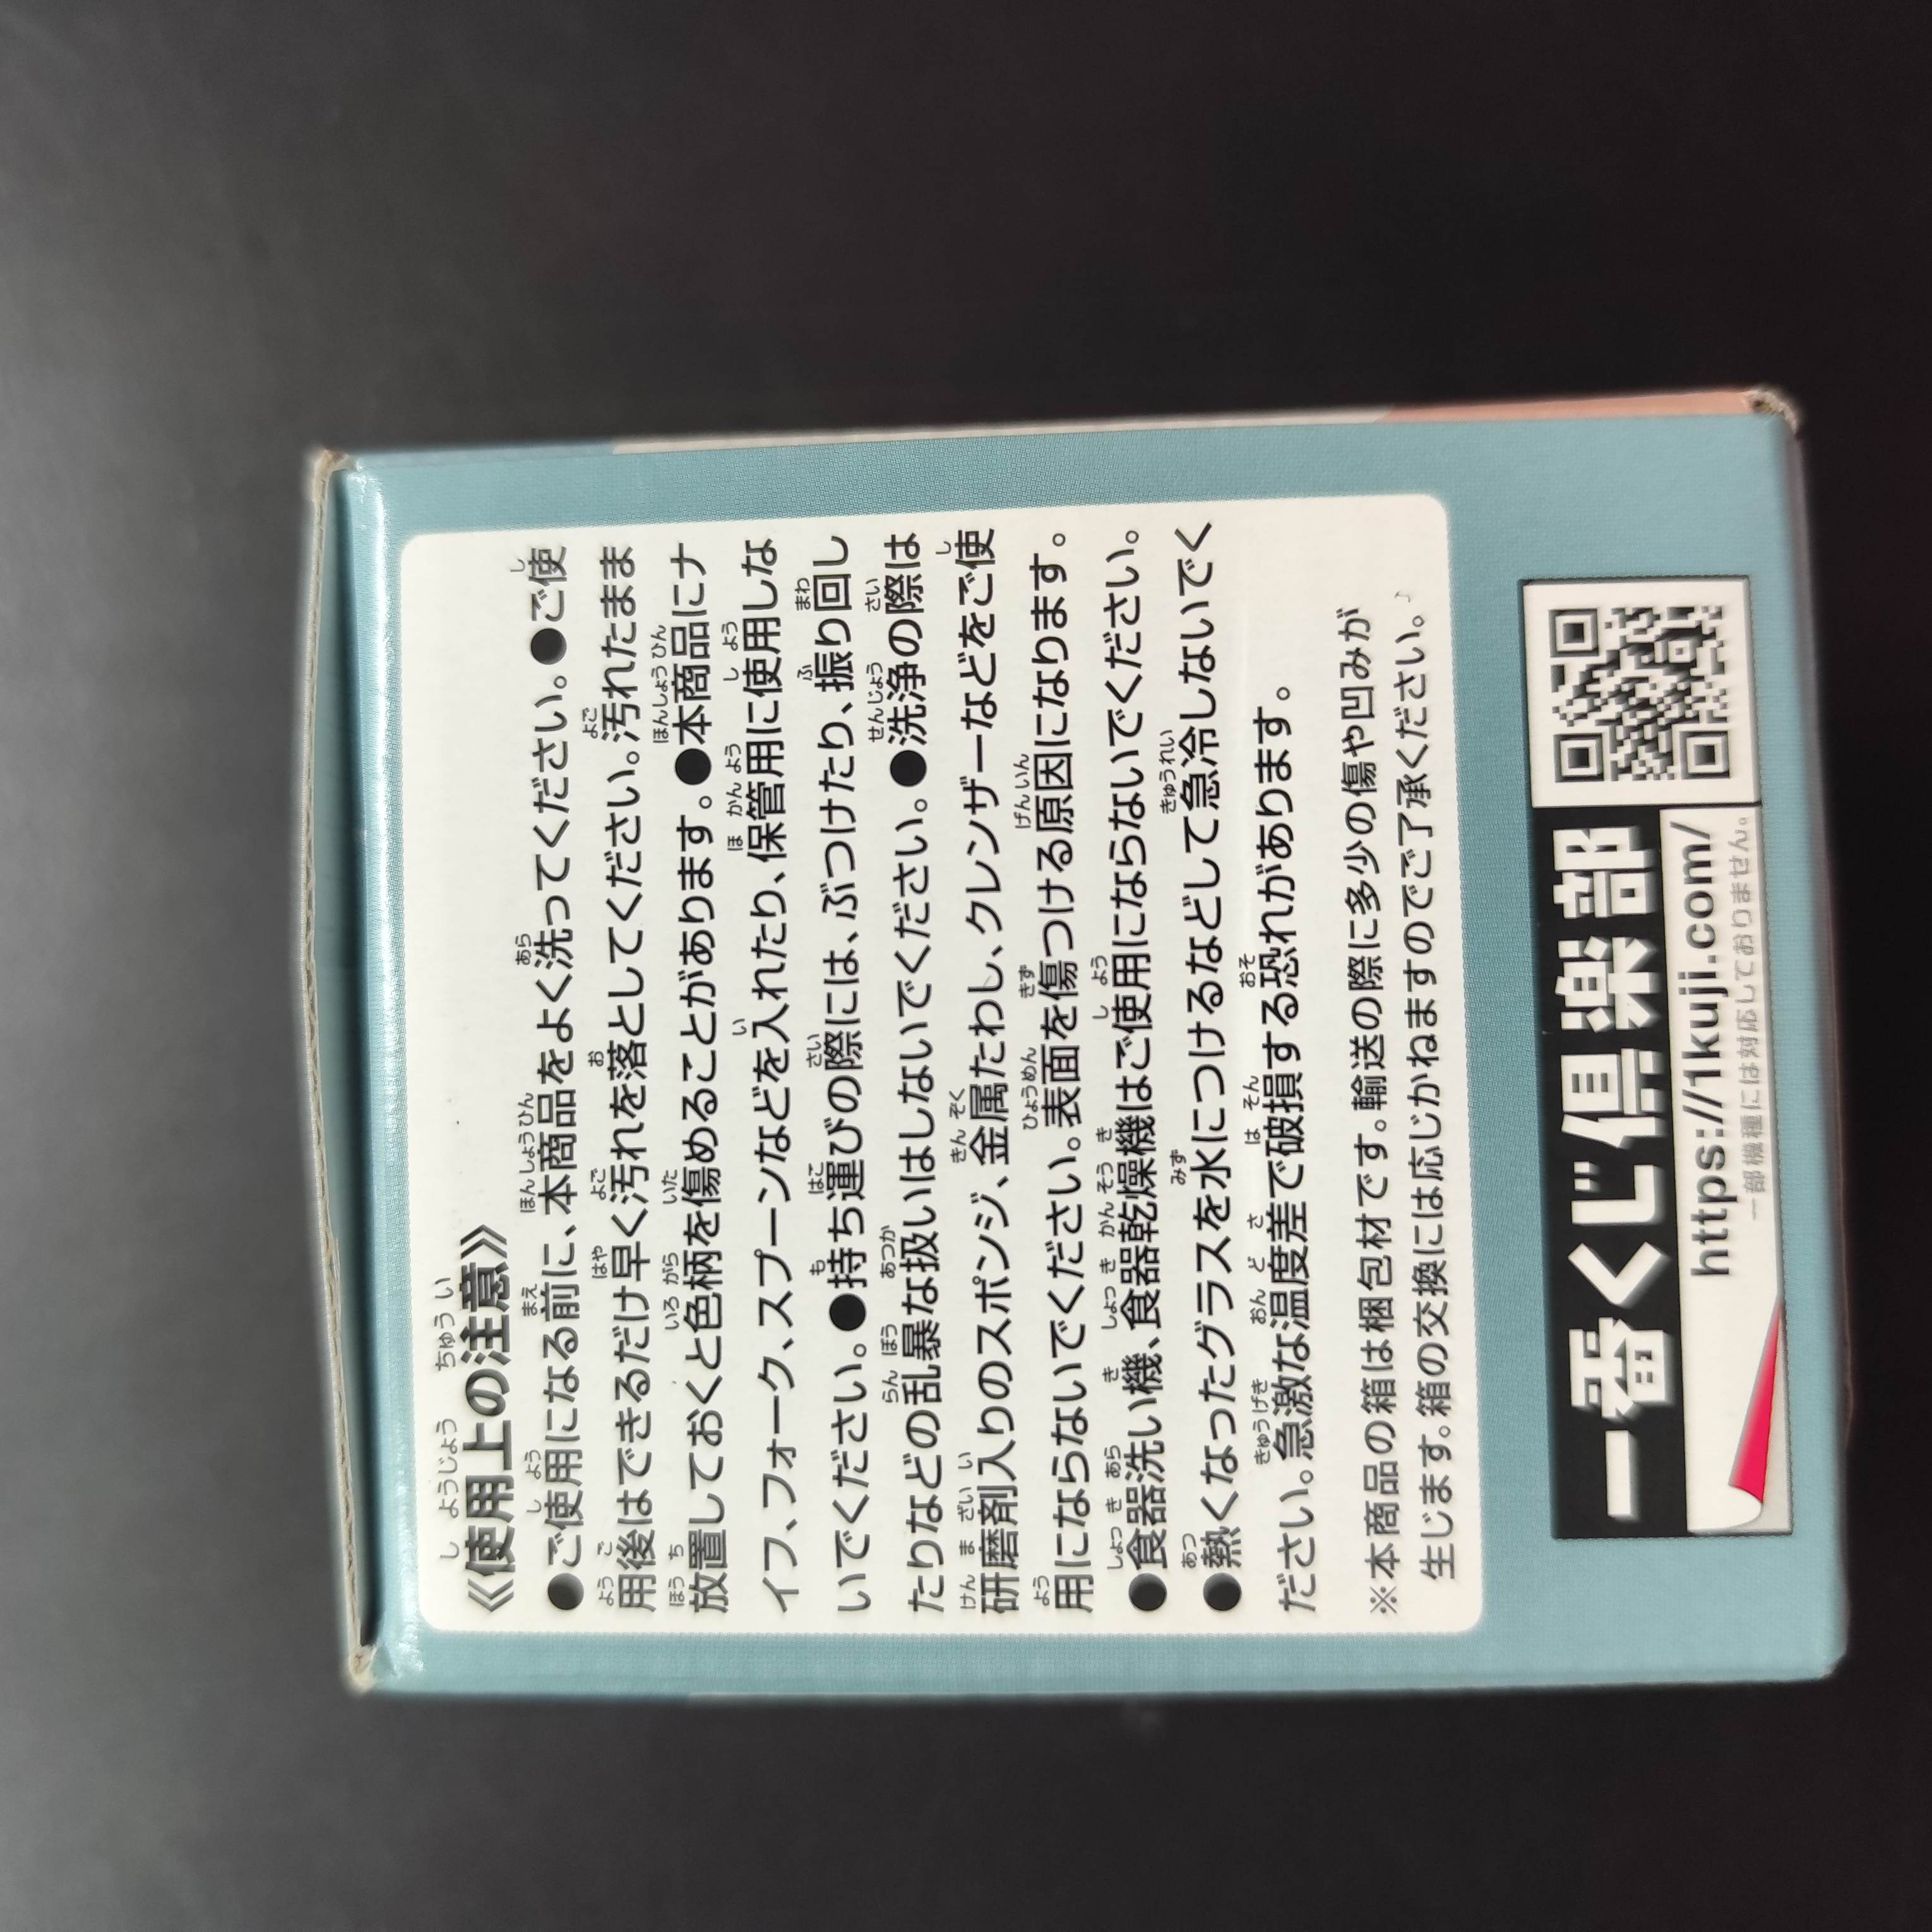 《使用上の注意》
●ご使用になる前に、本商品をよく洗ってください。●ご使
用後はできるだけ早く汚れを落としてください。汚れたまま
放置しておくと色柄を傷めることがあります。●本商品にナ
イフ、フォーク、スプーンなどを入れたり、保管用に使用しな
いでください。●持ち運びの際には、ぶつけたり、振り回し
たりなどの乱暴な扱いはしないでください。●洗浄の際は
研磨剤入りのスポンジ、金属たわし、クレンザーなどをご使
用にならないでください。表面を傷つける原因になります。
●食器洗い機、食器乾燥機はご使用にならないでください。
●熱くなったグラスを水につけるなどして急冷しないでく
ださい。急激な温度差で破損する恐れがあります。
※本商品の箱は梱包材です。輸送の際に多少の傷や凹みが
生じます。箱の交換には応じかねますのでご了承ください。
一番くじ倶楽部
https://1kuji.com/
一部機種には対応しておりません。